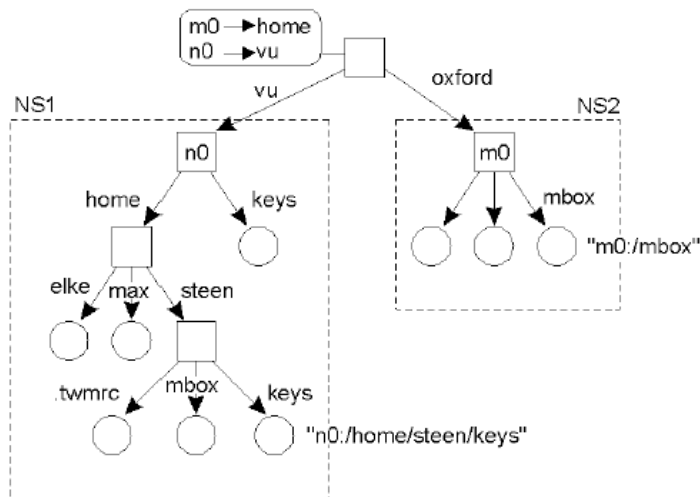 m0 → home
n0 → vu
vu
oxford
NS1
NS2
n0
m0
home
keys
mbox
"m0:/mbox"
elke
max
steen
.twmrc
mbox
keys
"n0:/home/steen/keys"